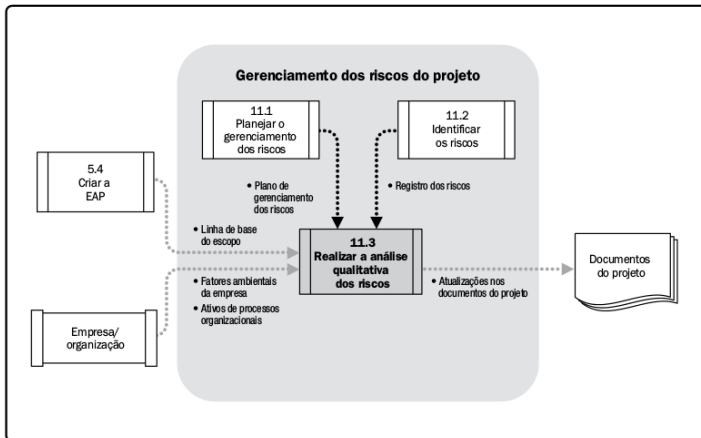 Gerenciamento dos riscos do projeto
11.1
Planejar o
gerenciamento
dos riscos
11.2
Identificar
os riscos
5.4
Criar a
EAP
• Plano de
gerenciamento
dos riscos
• Registro dos riscos
• Linha de base
do escopo
11.3
Realizar a análise
qualitativa
dos riscos
Documentos
do projeto
• Fatores ambientais
da empresa
• Ativos de processos
organizacionais
• Atualizações nos
documentos do projeto
Empresa/
organização